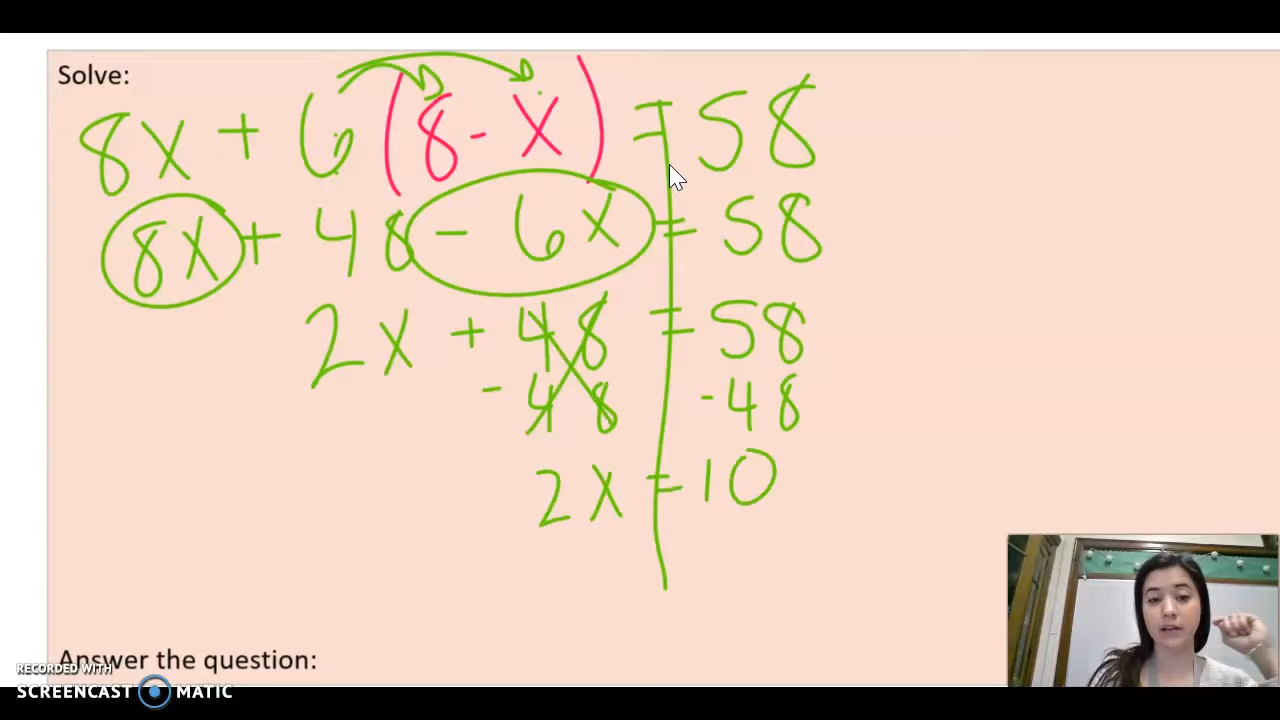 Solve:
8x + 6(8 - x) = 58
8x + 48 - 6x = 58
2x + 48 = 58
- 48 - 48
2x = 10
Answer the question:
RECORDED WITH
SCREENCAST MATIC